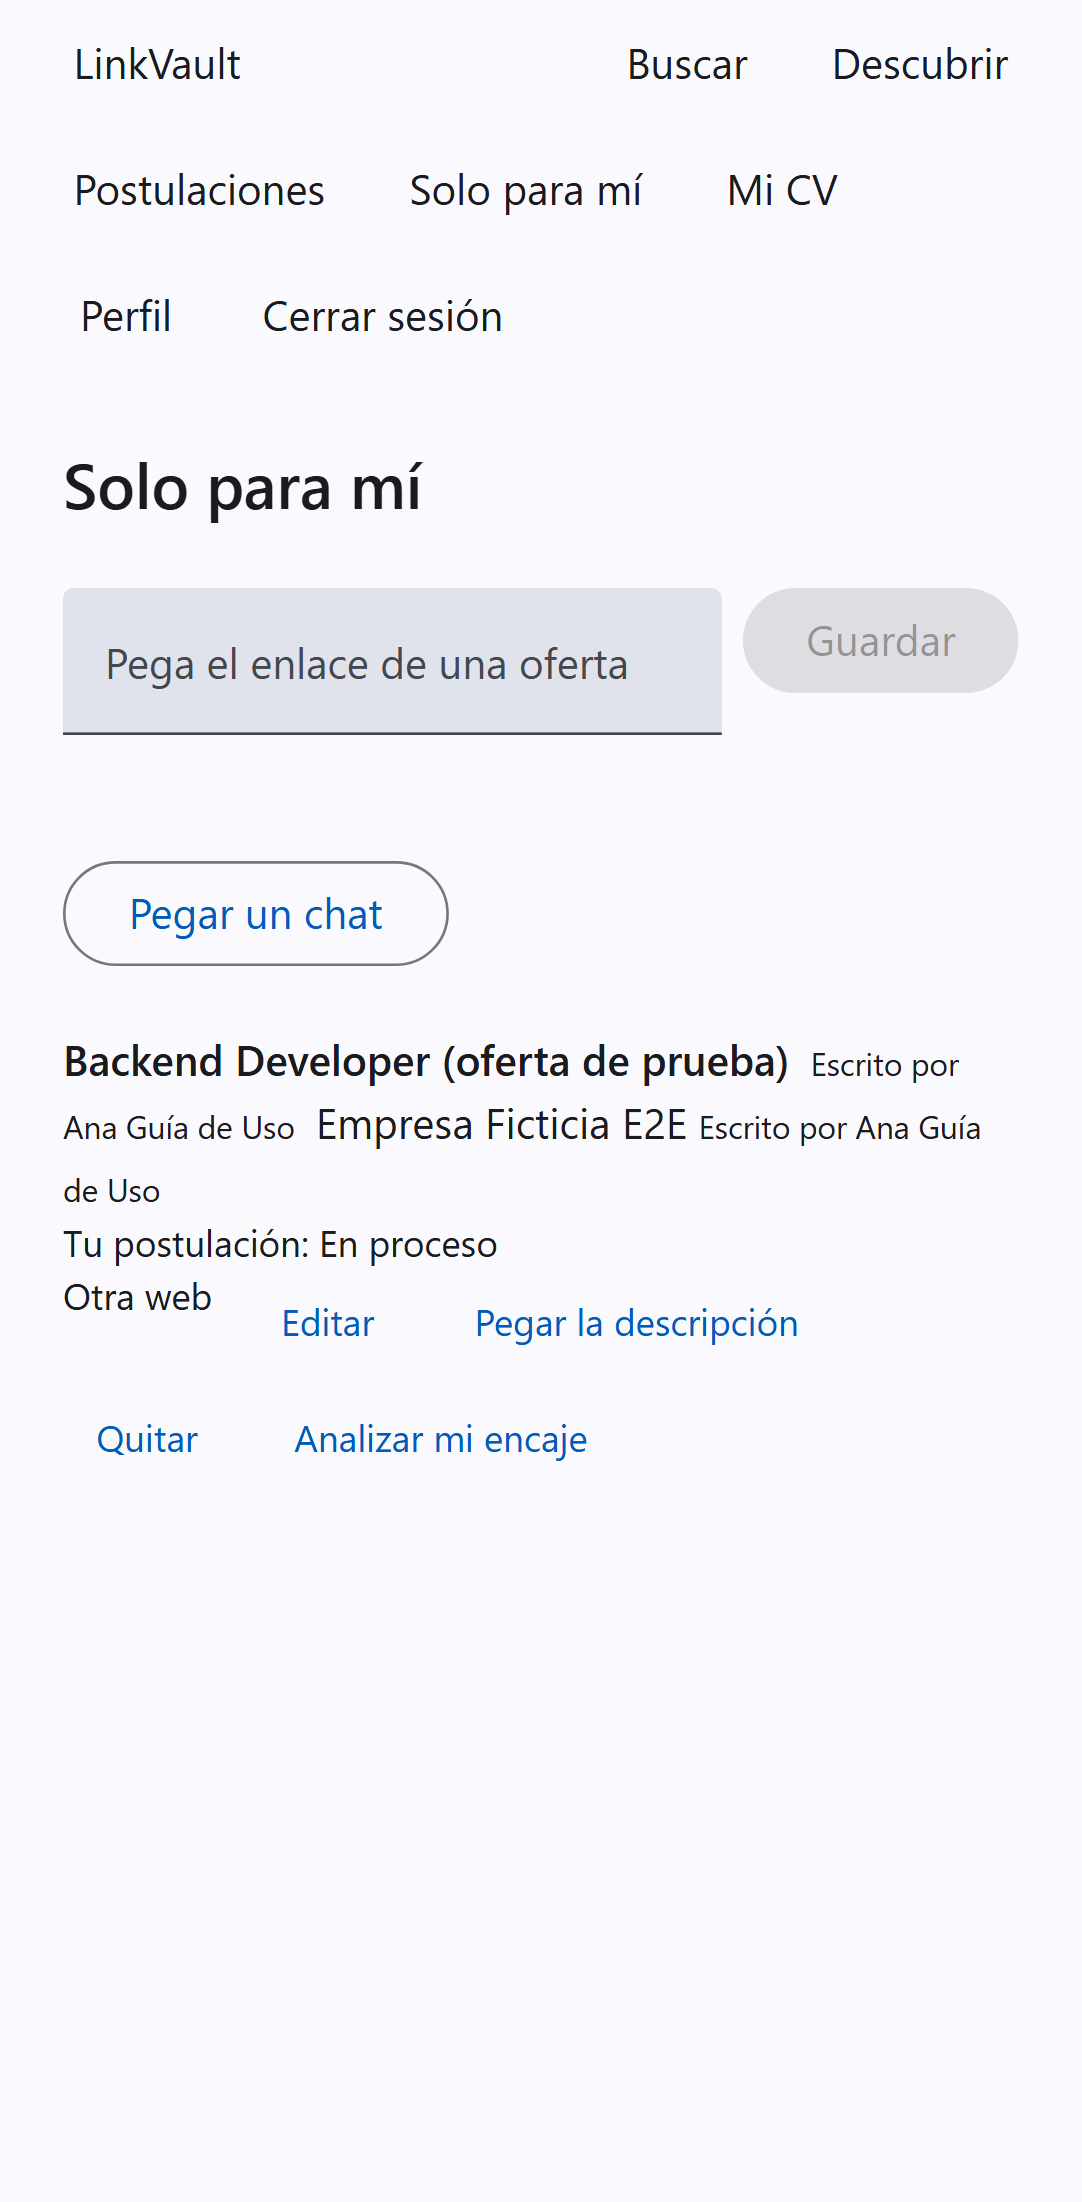 LinkVault Buscar Descubrir
Postulaciones Solo para mí Mi CV
Perfil Cerrar sesión
Solo para mí
Pega el enlace de una oferta Guardar
Pegar un chat
Backend Developer (oferta de prueba) Escrito por
Ana Guía de Uso Empresa Ficticia E2E Escrito por Ana Guía
de Uso
Tu postulación: En proceso
Otra web Editar Pegar la descripción
Quitar Analizar mi encaje